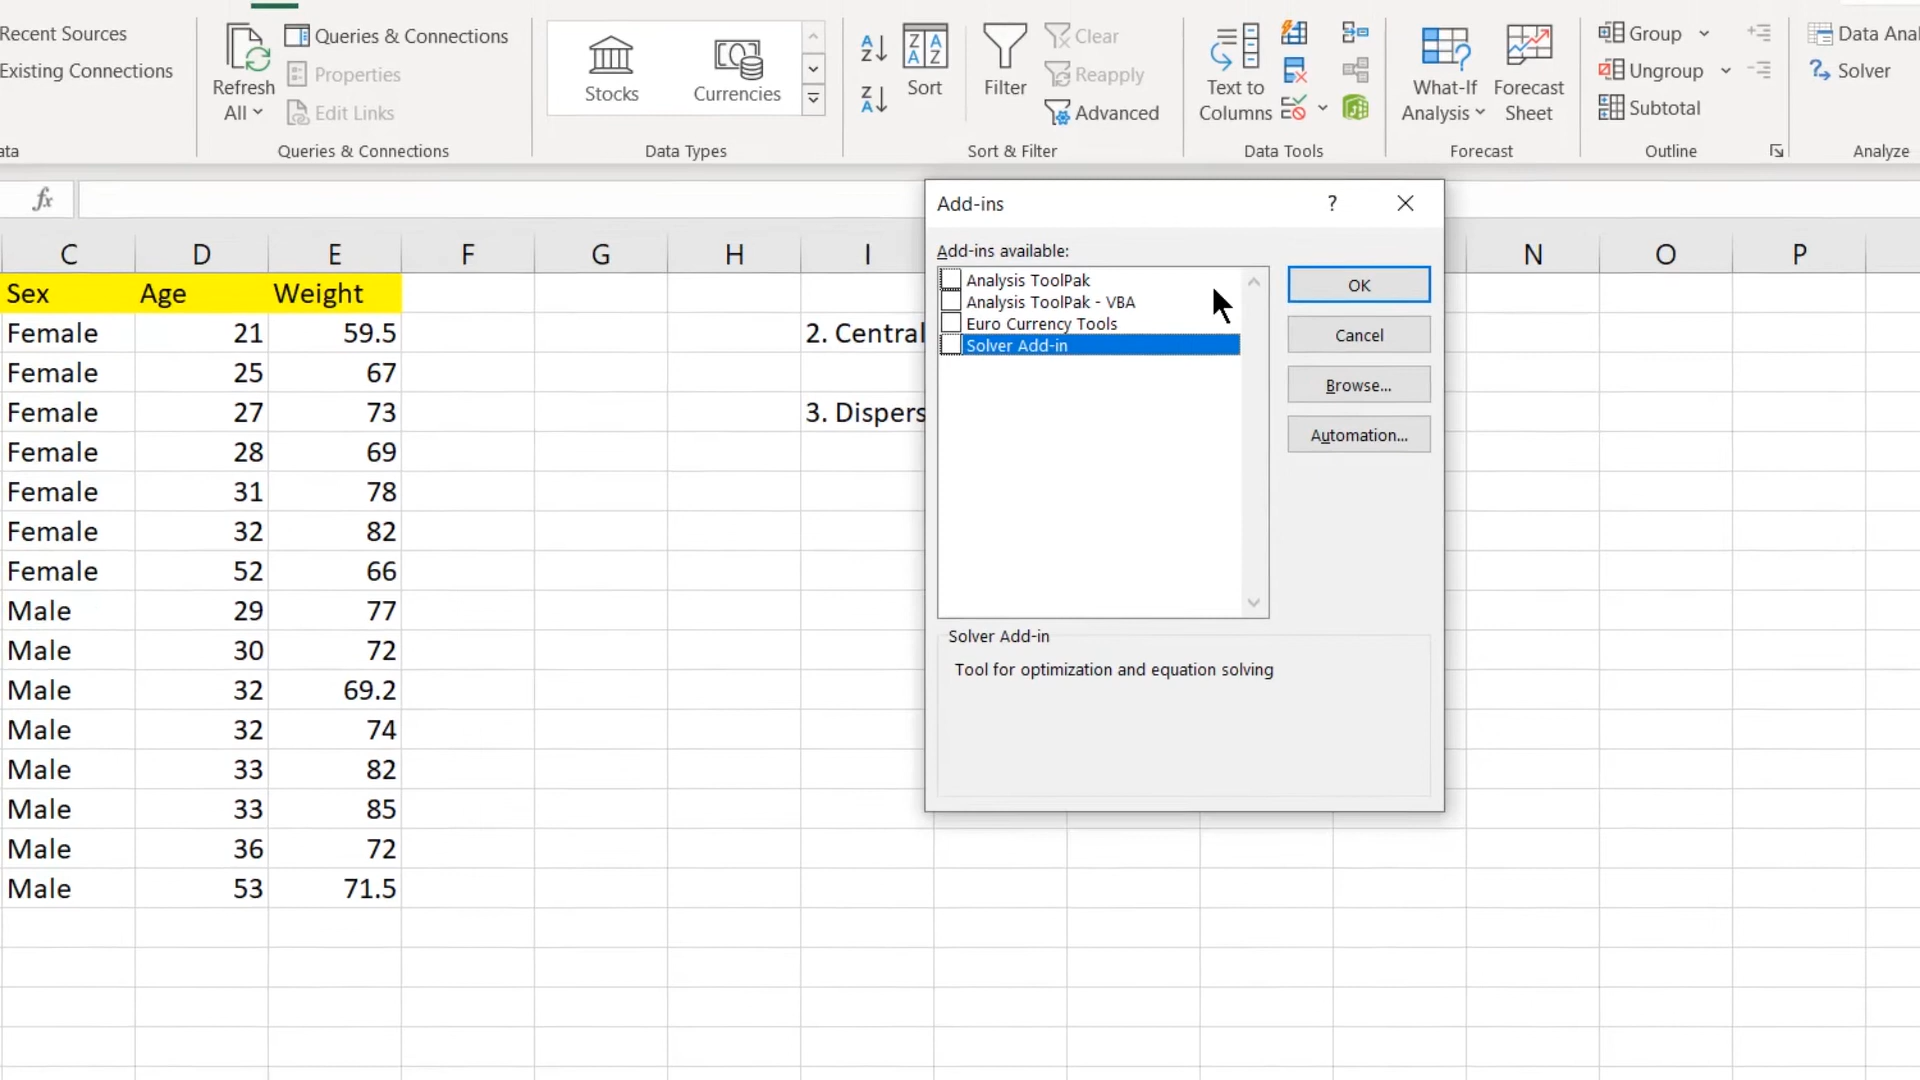 Recent Sources
Existing Connections
ata
Refresh
All
Queries & Connections
Properties
Edit Links
Queries & Connections
Stocks
Currencies
Data Types
Sort
Filter
Clear
Reapply
Advanced
Sort & Filter
Text to
Columns
Data Tools
What-If
Analysis
Forecast
Sheet
Forecast
Group
Ungroup
Subtotal
Outline
Data Anal
Solver
Analyze
fx
C D E F G H I N O P
Sex Age Weight
Female 21 59.5 2. Central
Female 25 67
Female 27 73 3. Dispers
Female 28 69
Female 31 78
Female 32 82
Female 52 66
Male 29 77
Male 30 72
Male 32 69.2
Male 32 74
Male 33 82
Male 33 85
Male 36 72
Male 53 71.5
Add-ins ?
Add-ins available:
Analysis ToolPak
Analysis ToolPak - VBA
Euro Currency Tools
Solver Add-in
OK
Cancel
Browse...
Automation...
Solver Add-in
Tool for optimization and equation solving